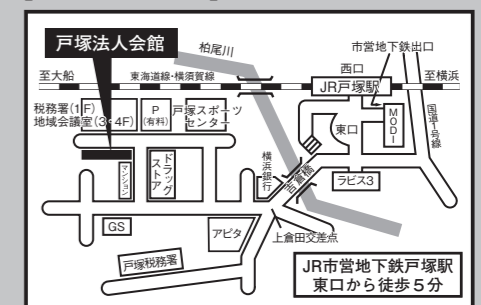 戸塚法人会館
柏尾川
市営地下鉄出口
西口
至大船
東海道線・横須賀線
JR戸塚駅
至横浜
税務署(1F)
地域会議室(3・4F)
P
(有料)
戸塚スポーツ
センター
東口
MODI
国道1号線
マンション
ドラッグ
ストア
横浜銀行
吉倉橋
ラピス3
GS
アピタ
上倉田交差点
戸塚税務署
JR市営地下鉄戸塚駅
東口から徒歩5分